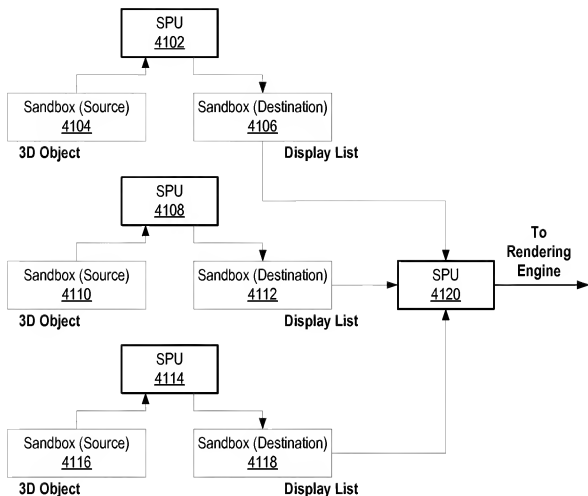 SPU
4102
Sandbox (Source)
4104
Sandbox (Destination)
4106
3D Object
Display List
SPU
4108
Sandbox (Source)
4110
Sandbox (Destination)
4112
3D Object
Display List
SPU
4120
To
Rendering
Engine
SPU
4114
Sandbox (Source)
4116
Sandbox (Destination)
4118
3D Object
Display List